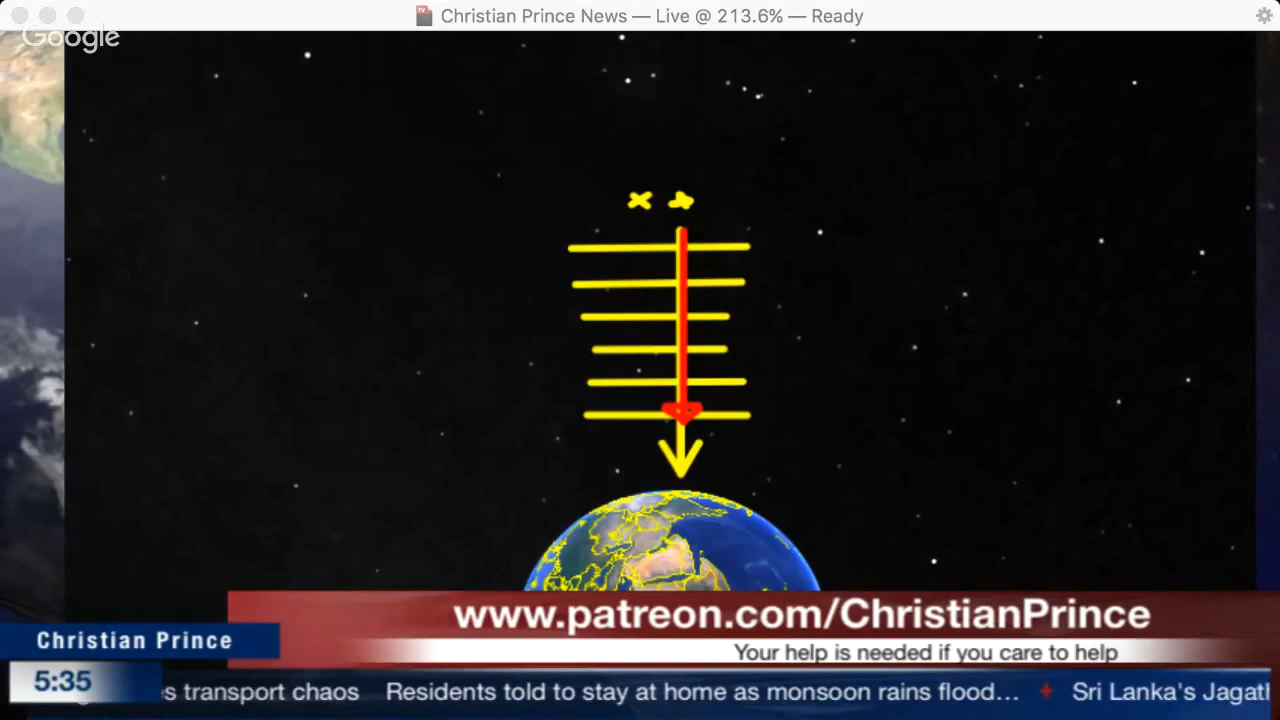 Christian Prince News — Live @ 213.6% — Ready
Google
www.patreon.com/ChristianPrince
Your help is needed if you care to help
Christian Prince
5:35
transport chaos Residents told to stay at home as monsoon rains flood... Sri Lanka's